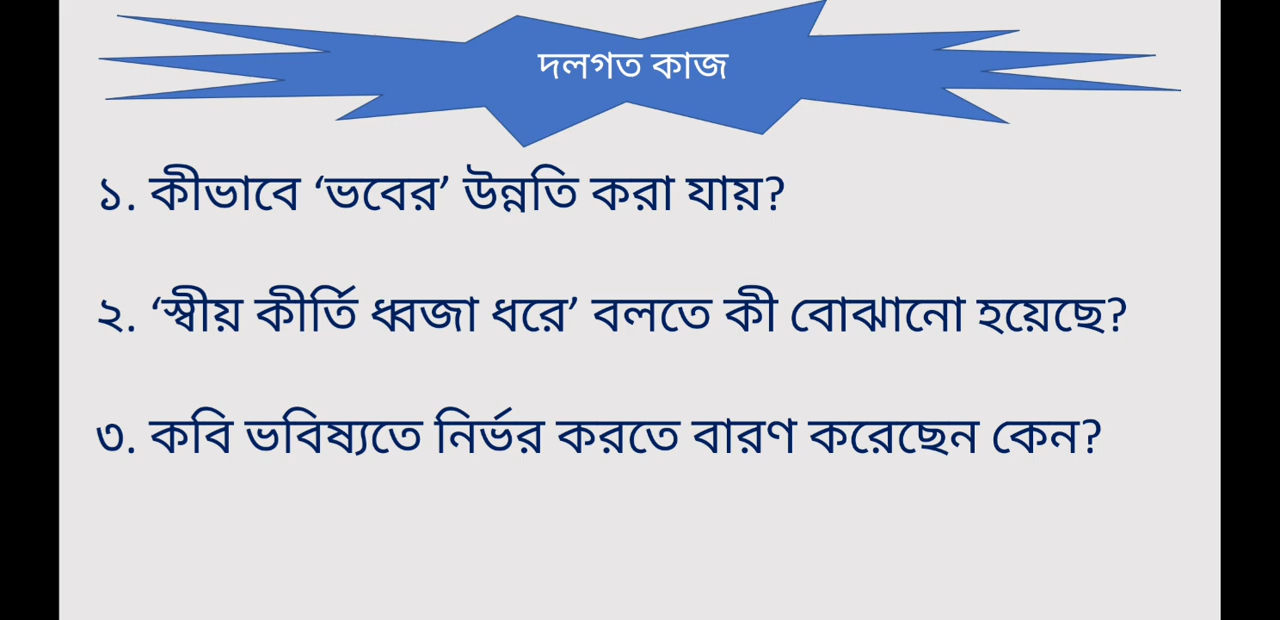 দলগত কাজ
১. কীভাবে ‘ভবের’ উন্নতি করা যায়?
২. ‘স্বীয় কীর্তি ধ্বজা ধরে’ বলতে কী বোঝানো হয়েছে?
৩. কবি ভবিষ্যতে নির্ভর করতে বারণ করেছেন কেন?